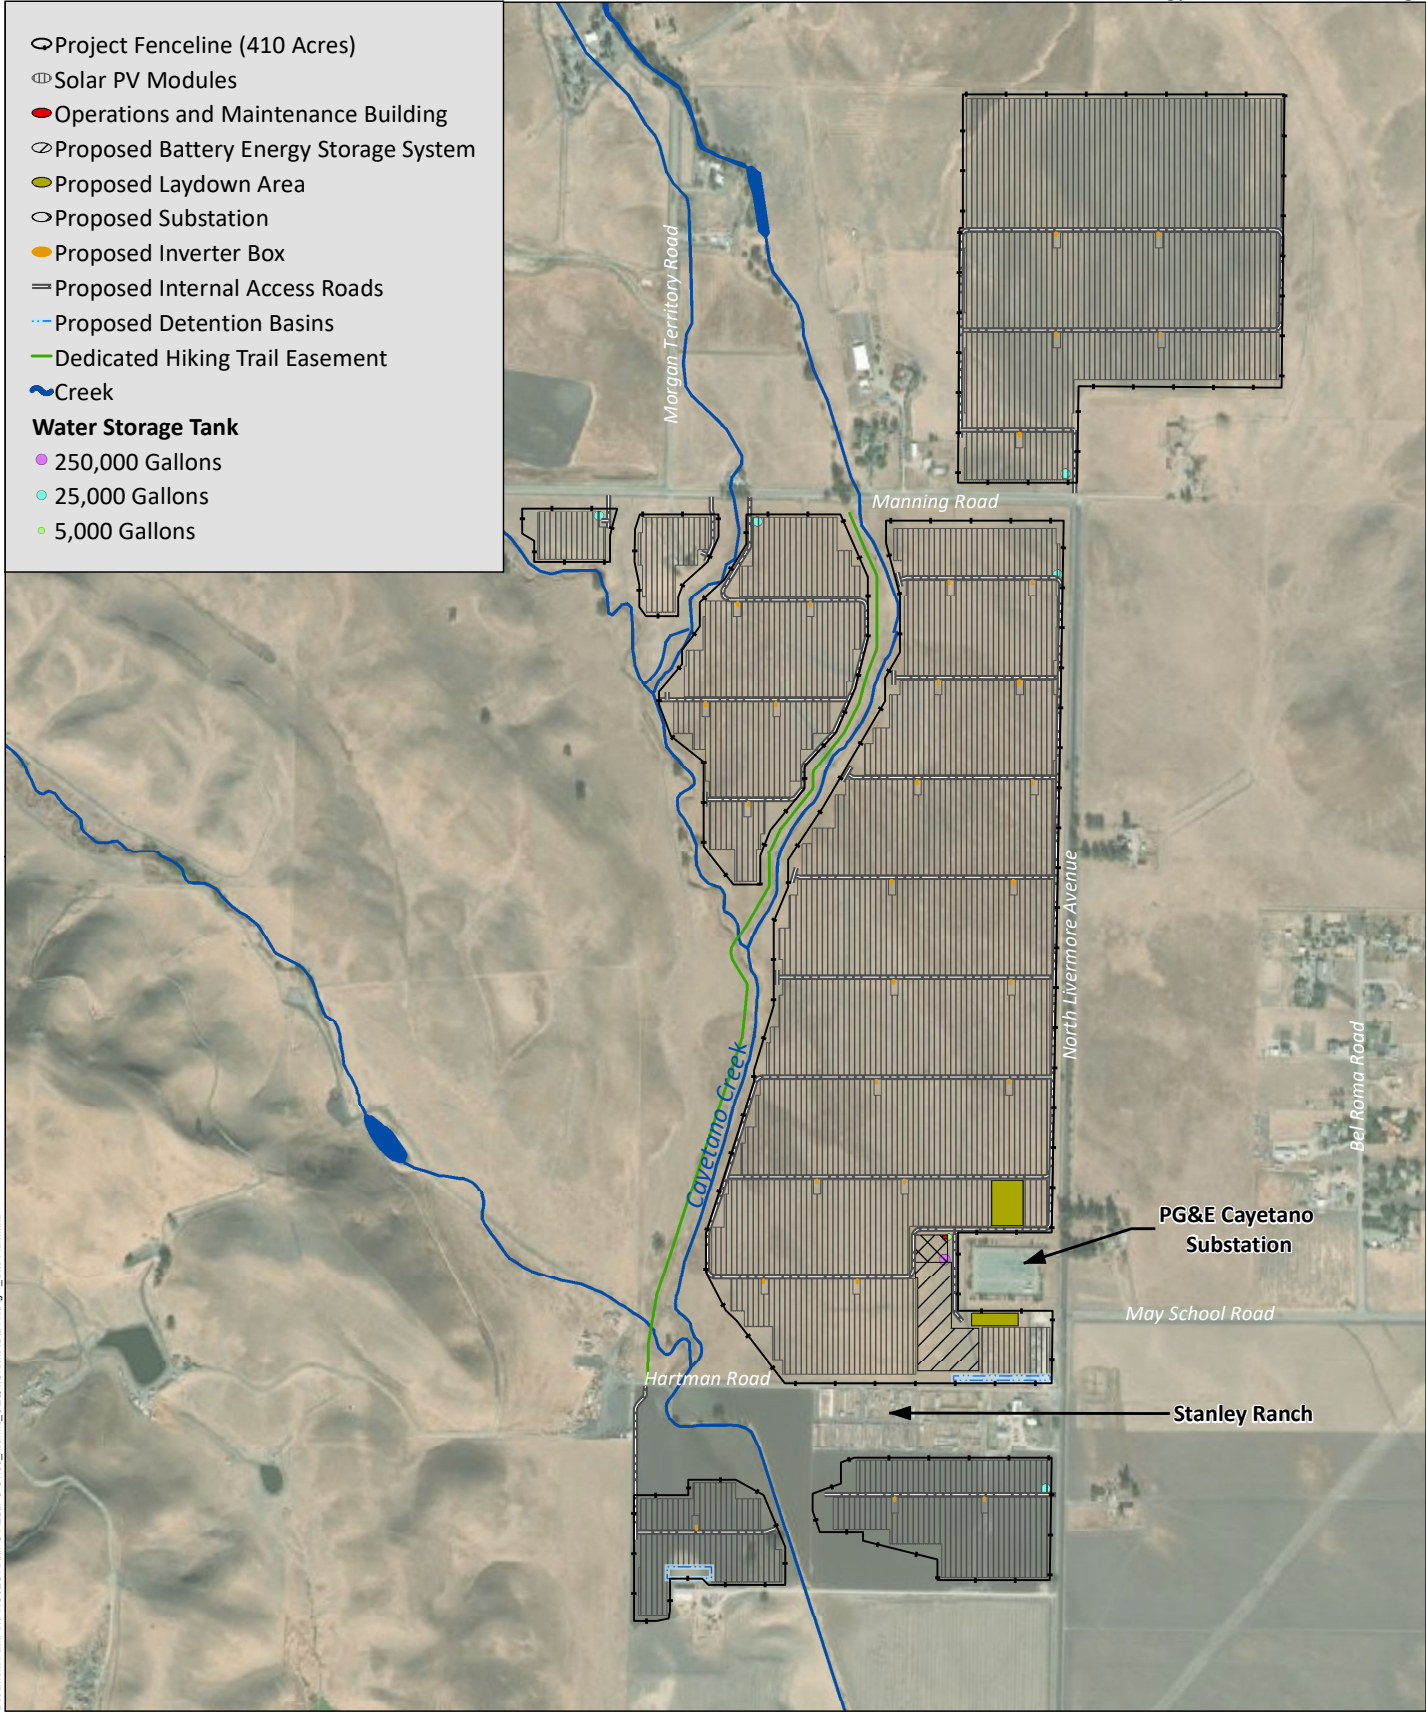 Project Fenceline (410 Acres)
Solar PV Modules
Operations and Maintenance Building
Proposed Battery Energy Storage System
Proposed Laydown Area
Proposed Substation
Proposed Inverter Box
Proposed Internal Access Roads
Proposed Detention Basins
Dedicated Hiking Trail Easement
Creek
Water Storage Tank
250,000 Gallons
25,000 Gallons
5,000 Gallons
Morgan Territory Road
Manning Road
North Livermore Avenue
Bel Roma Road
Cayetano Creek
PG&E Cayetano
Substation
May School Road
Hartman Road
Stanley Ranch